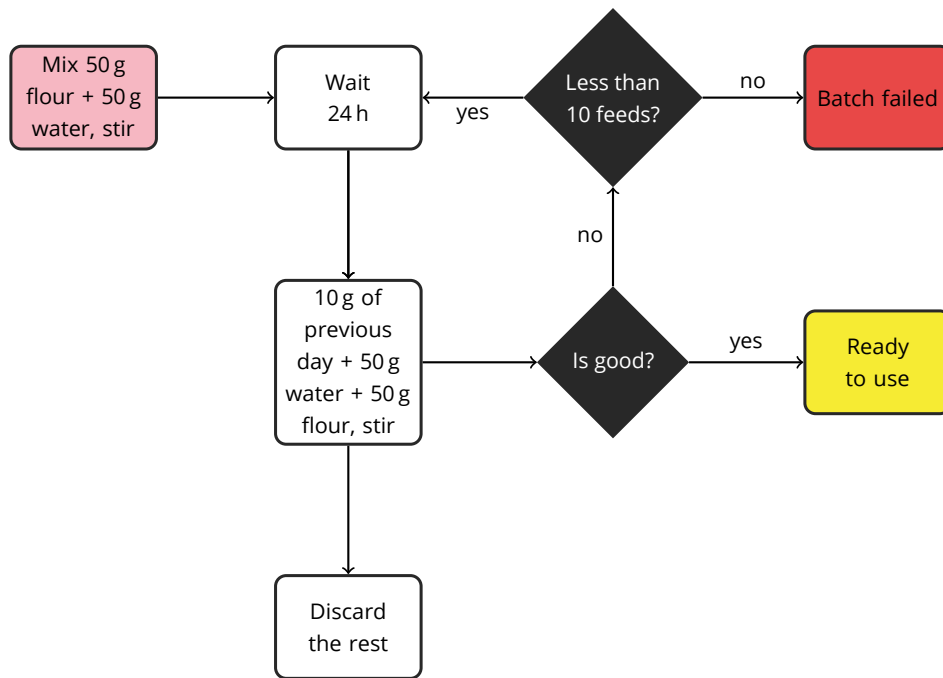 Mix 50 g
flour + 50 g
water, stir
Wait
24 h
yes
Less than
10 feeds?
no
Batch failed
no
10 g of
previous
day + 50 g
water + 50 g
flour, stir
Is good?
yes
Ready
to use
Discard
the rest